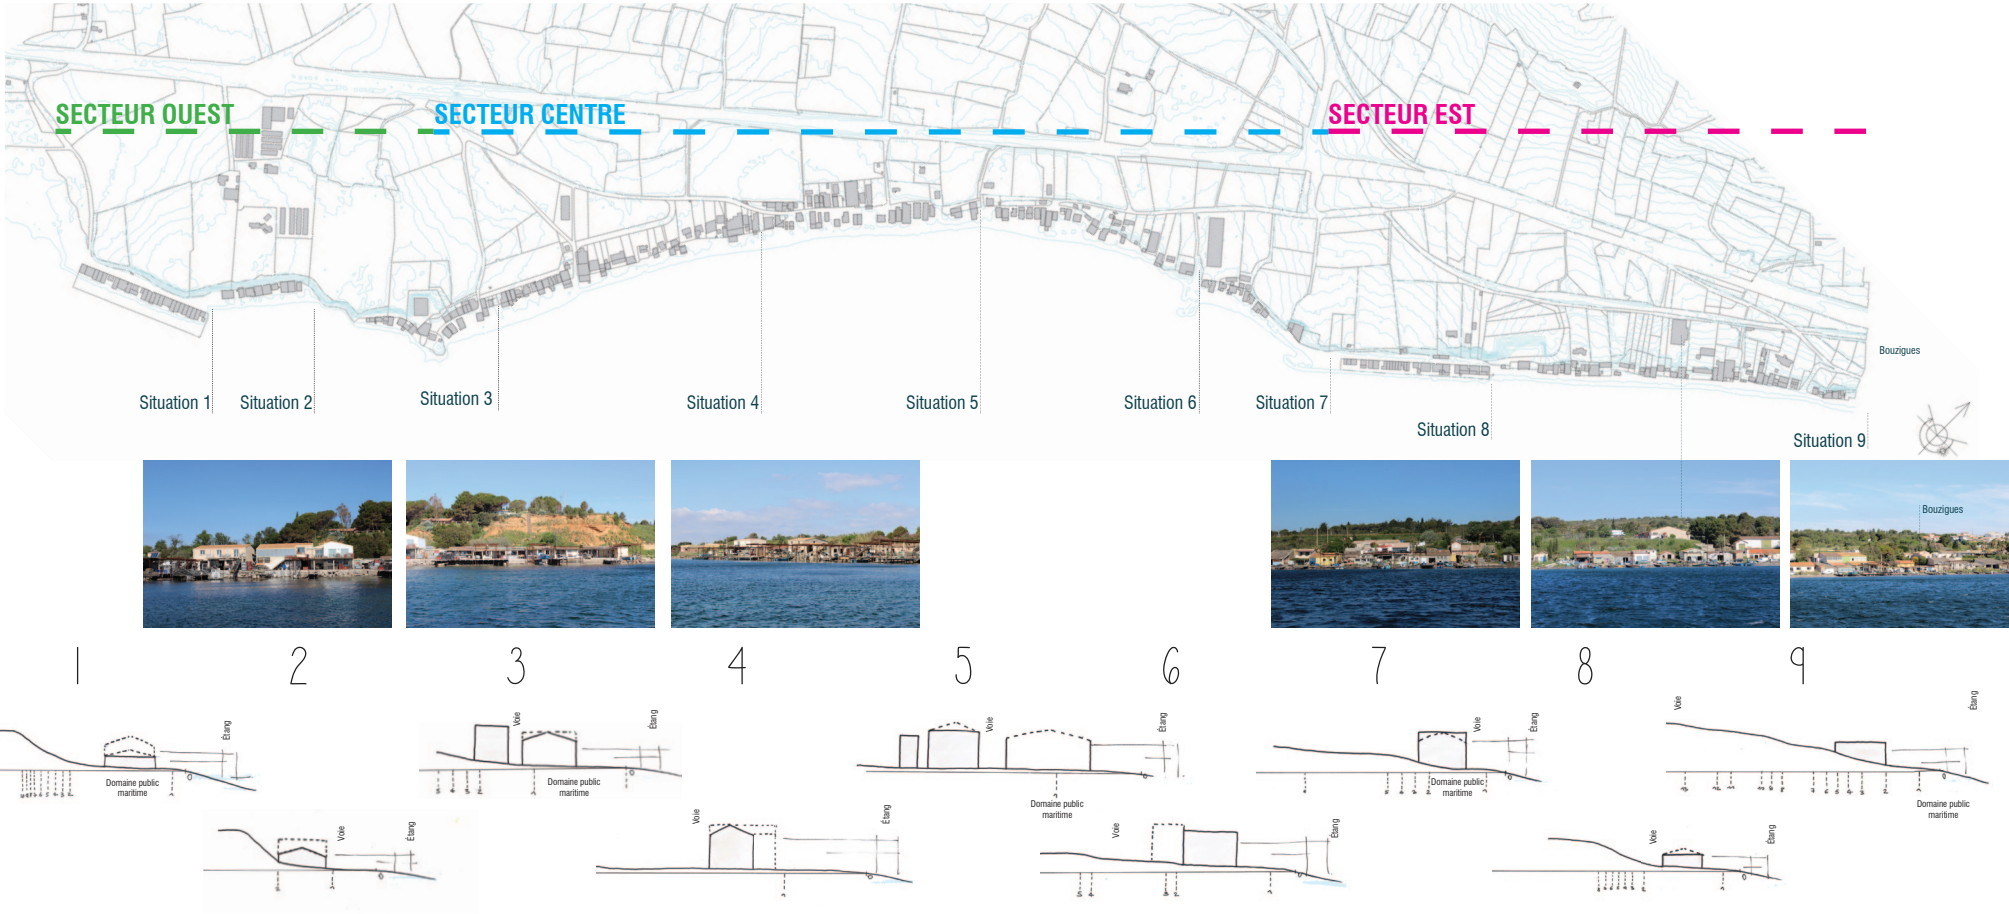 SECTEUR OUEST
SECTEUR CENTRE
SECTEUR EST
Bouzigues
Situation 1
Situation 2
Situation 3
Situation 4
Situation 5
Situation 6
Situation 7
Situation 8
Situation 9
Bouzigues
1
2
3
4
5
6
7
8
9
Étang
Domaine public
maritime
Voie
Étang
Voie
Étang
Domaine public
maritime
Voie
Étang
Voie
Étang
Domaine public
maritime
Voie
Étang
Voie
Étang
Domaine public
maritime
Voie
Étang
Voie
Étang
Domaine public
maritime